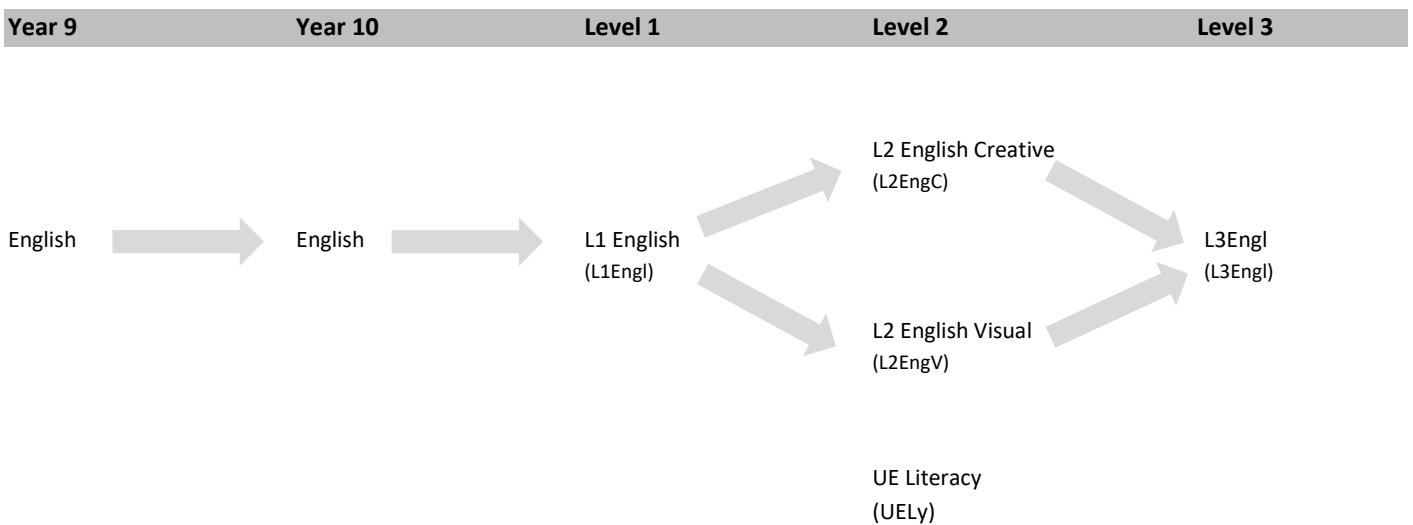 Year 9 Year 10 Level 1 Level 2 Level 3
L2 English Creative
(L2EngC)
English English L1 English L3Engl
(L1Engl) (L3Engl)
L2 English Visual
(L2EngV)
UE Literacy
(UELy)